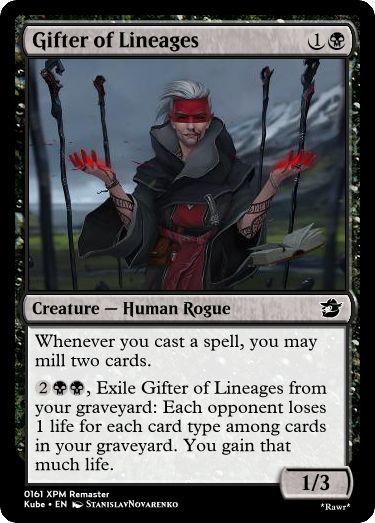 Gifter of Lineages 1
Creature — Human Rogue
Whenever you cast a spell, you may
mill two cards.
2, Exile Gifter of Lineages from
your graveyard: Each opponent loses
1 life for each card type among cards
in your graveyard. You gain that
much life.
1/3
0161 XPM Remaster
Kube • EN StanislavNovarenko
*Rawr*